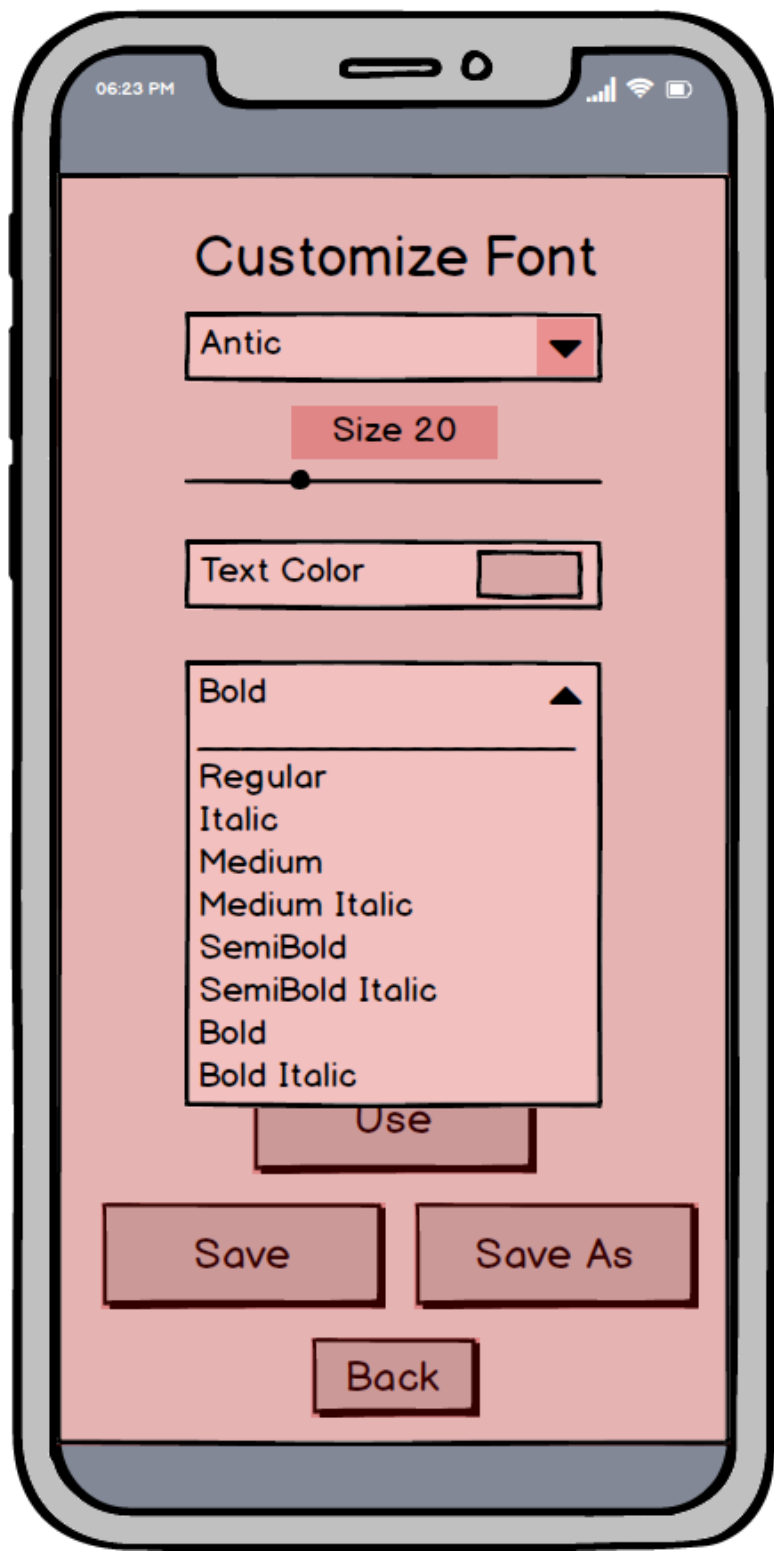 06:23 PM
Customize Font
Antic
Size 20
Text Color
Bold
Regular
Italic
Medium
Medium Italic
SemiBold
SemiBold Italic
Bold
Bold Italic
Use
Save
Save As
Back